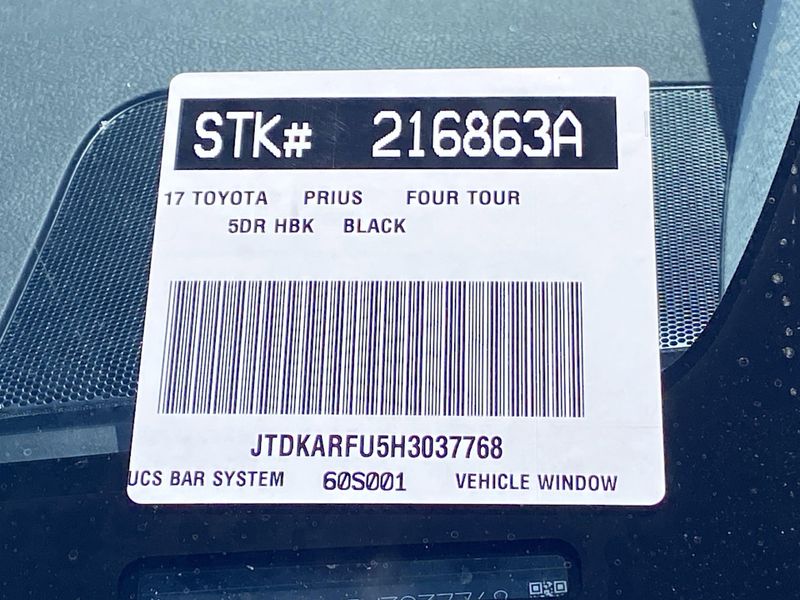 STK# 216863A
17 TOYOTA PRIUS FOUR TOUR
5DR HBK BLACK
JTDKARFU5H3037768
UCS BAR SYSTEM 60S001 VEHICLE WINDOW